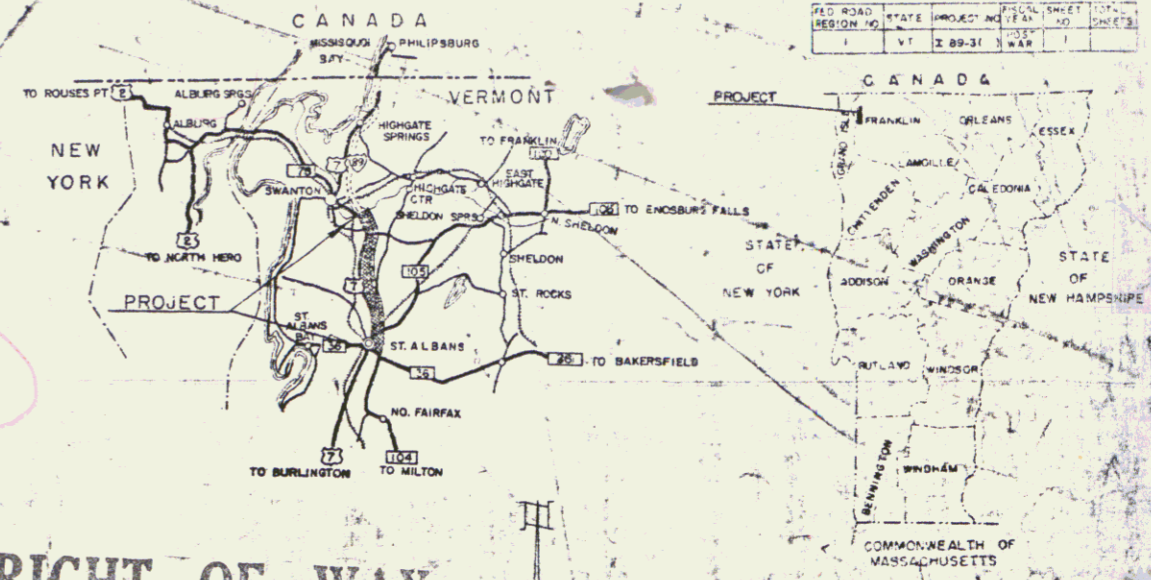 FED ROAD REGION NO STATE PROJECT NO FISCAL YEAR SHEET NO TOTAL SHEETS
1 VT I 89-3( ) POST WAR 1
CANADA
MISSISQUOI BAY
PHILIPSBURG
TO ROUSES PT
2
ALBURG SPGS
VERMONT
ALBURG
HIGHGATE SPRINGS
TO FRANKLIN
NEW YORK
7
89
78
EAST HIGHGATE
SWANTON
HIGHGATE CTR
SHELDON SPRS
TO ENOSBURG FALLS
N. SHELDON
2
TO NORTH HERO
SHELDON
105
7
PROJECT
ST. ROCKS
ST. ALBANS BAY
36
ST. ALBANS
36
36
TO BAKERSFIELD
NO. FAIRFAX
7
104
TO BURLINGTON
TO MILTON
CANADA
PROJECT
GRAND ISLE
FRANKLIN
ORLEANS
ESSEX
LAMOILLE
CHITTENDEN
CALEDONIA
WASHINGTON
STATE OF NEW YORK
STATE OF NEW HAMPSHIRE
ADDISON
ORANGE
RUTLAND
WINDSOR
BENNINGTON
WINDHAM
COMMONWEALTH OF
MASSACHUSETTS
RIGHT OF WAY